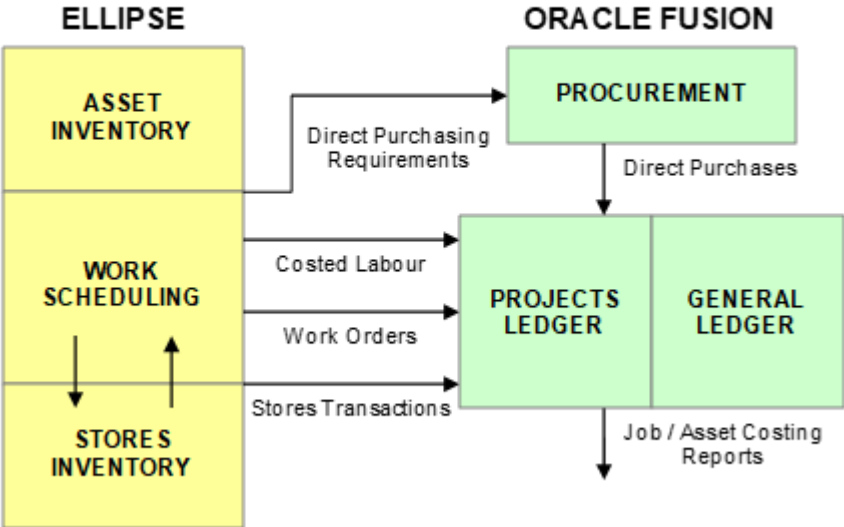 ELLIPSE
ORACLE FUSION
ASSET
INVENTORY
PROCUREMENT
Direct Purchasing
Requirements
Direct Purchases
WORK
SCHEDULING
Costed Labour
Work Orders
Stores Transactions
PROJECTS
LEDGER
GENERAL
LEDGER
STORES
INVENTORY
Job / Asset Costing
Reports